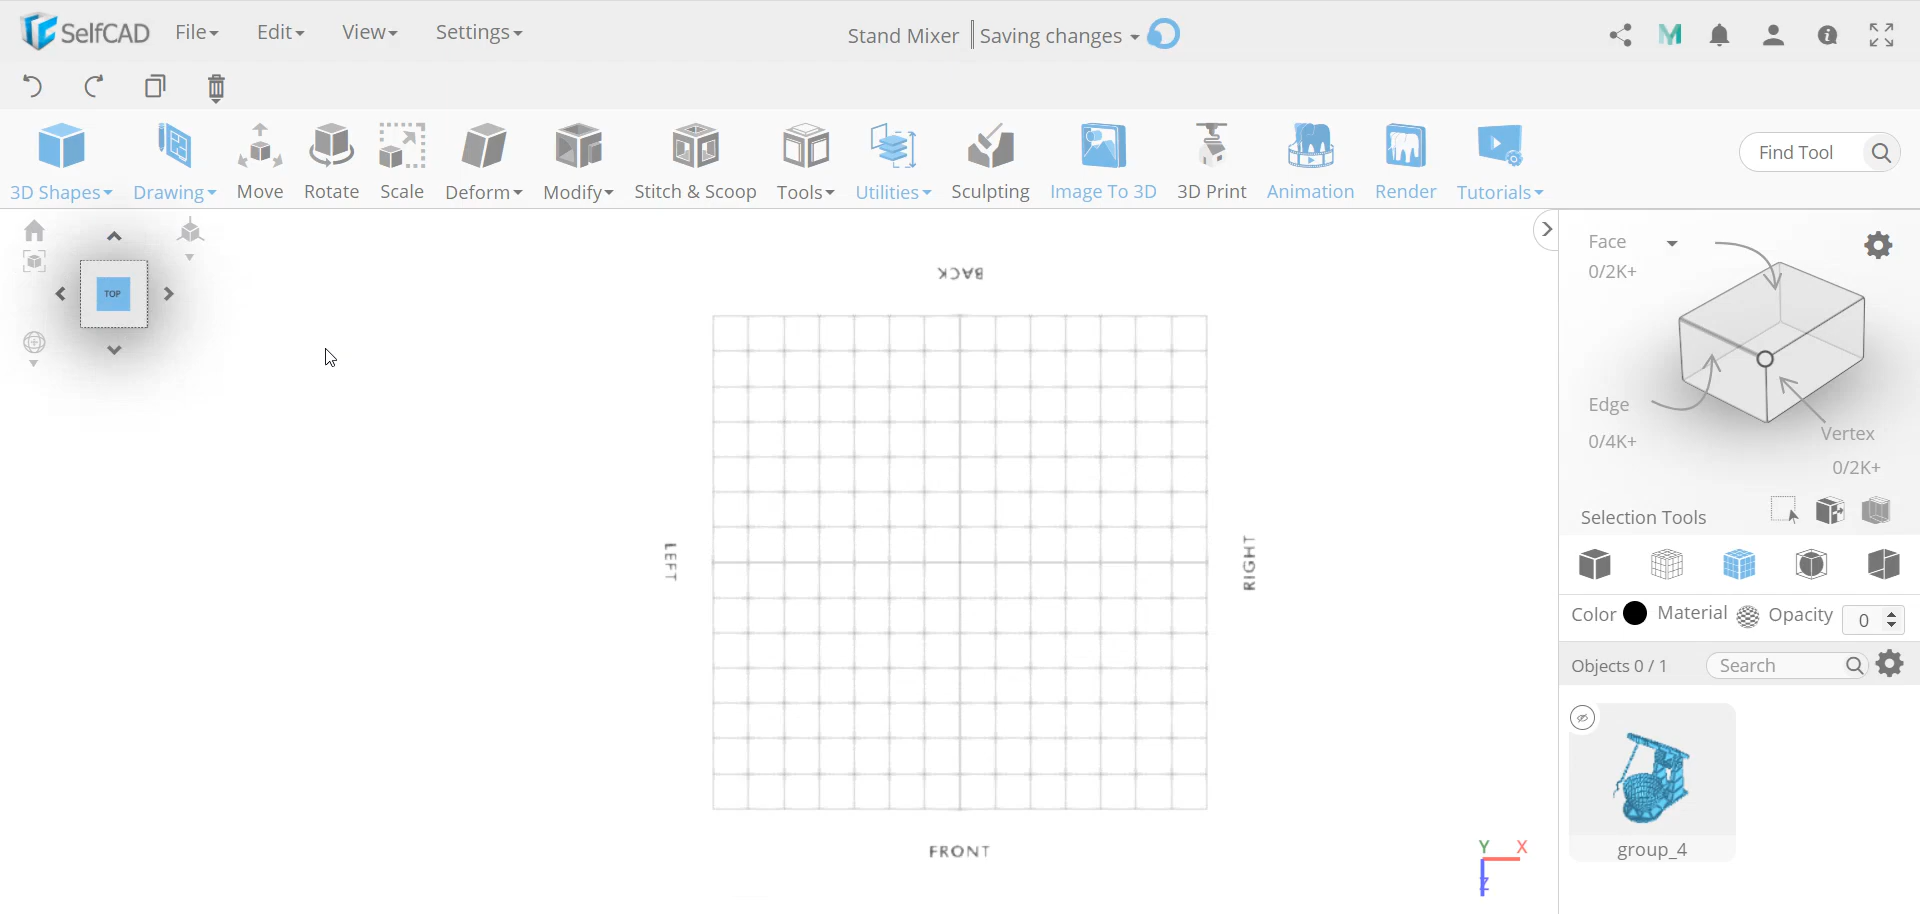 SelfCAD
File Edit View Settings
Stand Mixer Saving changes
3D Shapes Drawing Move Rotate Scale Deform Modify Stitch & Scoop Tools Utilities Sculpting Image To 3D 3D Print Animation Render Tutorials
Find Tool
TOP
BACK
LEFT
RIGHT
FRONT
Y X
Z
Face
0/2K+
Edge
0/4K+
Vertex
0/2K+
Selection Tools
Color Material Opacity 0
Objects 0 / 1 Search
group_4